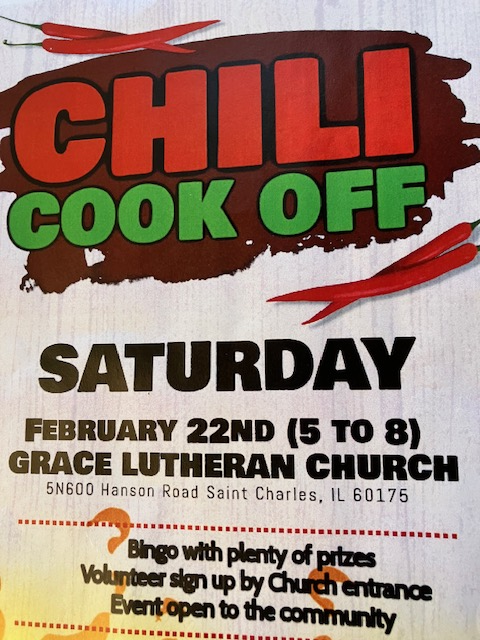 CHILI
COOK OFF
SATURDAY
FEBRUARY 22ND (5 TO 8)
GRACE LUTHERAN CHURCH
5N600 Hanson Road Saint Charles, IL 60175
Bingo with plenty of prizes
Volunteer sign up by Church entrance
Event open to the community